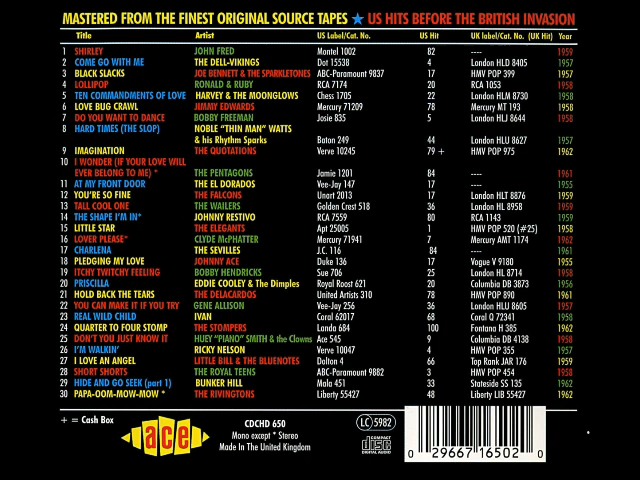 MASTERED FROM THE FINEST ORIGINAL SOURCE TAPES ★ US HITS BEFORE THE BRITISH INVASION
Title Artist US Label/Cat. No. US Hit UK label/Cat. No. (UK Hit) Year
1 SHIRLEY JOHN FRED Montel 1002 82 ---- 1959
2 COME GO WITH ME THE DELL-VIKINGS Dot 15538 4 London HLD 8405 1957
3 BLACK SLACKS JOE BENNETT & THE SPARKLETONES ABC-Paramount 9837 17 HMV POP 399 1957
4 LOLLIPOP RONALD & RUBY RCA 7174 20 RCA 1053 1958
5 TEN COMMANDMENTS OF LOVE HARVEY & THE MOONGLOWS Chess 1705 22 London HLM 8730 1958
6 LOVE BUG CRAWL JIMMY EDWARDS Mercury 71209 78 Mercury MT 193 1958
7 DO YOU WANT TO DANCE BOBBY FREEMAN Josie 835 5 London HLJ 8644 1958
8 HARD TIMES (THE SLOP) NOBLE "THIN MAN" WATTS
& his Rhythm Sparks Baton 249 44 London HLU 8627 1957
9 IMAGINATION THE QUOTATIONS Verve 10245 79 + HMV POP 975 1962
10 I WONDER (IF YOUR LOVE WILL
EVER BELONG TO ME) * THE PENTAGONS Jamie 1201 84 ---- 1961
11 AT MY FRONT DOOR THE EL DORADOS Vee-Jay 147 17 ---- 1955
12 YOU'RE SO FINE THE FALCONS Unart 2013 17 London HLT 8876 1959
13 TALL COOL ONE THE WAILERS Golden Crest 518 36 London HL 8958 1959
14 THE SHAPE I'M IN* JOHNNY RESTIVO RCA 7559 80 RCA 1143 1959
15 LITTLE STAR THE ELEGANTS Apt 25005 1 HMV POP 520 (#25) 1958
16 LOVER PLEASE* CLYDE McPHATTER Mercury 71941 7 Mercury AMT 1174 1962
17 CHARLENA THE SEVILLES J.C. 116 84 ---- 1961
18 PLEDGING MY LOVE JOHNNY ACE Duke 136 17 Vogue V 9180 1955
19 ITCHY TWITCHY FEELING BOBBY HENDRICKS Sue 706 25 London HL 8714 1958
20 PRISCILLA EDDIE COOLEY & The Dimples Royal Roost 621 20 Columbia DB 3873 1956
21 HOLD BACK THE TEARS THE DELACARDOS United Artists 310 78 HMV POP 890 1961
22 YOU CAN MAKE IT IF YOU TRY GENE ALLISON Vee-Jay 256 36 London HLU 8605 1957
23 REAL WILD CHILD IVAN Coral 62017 68 Coral Q 72341 1958
24 QUARTER TO FOUR STOMP THE STOMPERS Landa 684 100 Fontana H 385 1962
25 DON'T YOU JUST KNOW IT HUEY "PIANO" SMITH & the Clowns Ace 545 9 Columbia DB 4138 1958
26 I'M WALKIN' RICKY NELSON Verve 10047 4 HMV POP 355 1957
27 I LOVE AN ANGEL LITTLE BILL & THE BLUENOTES Dolton 4 66 Top Rank JAR 176 1959
28 SHORT SHORTS THE ROYAL TEENS ABC-Paramount 9882 3 HMV POP 454 1958
29 HIDE AND GO SEEK (part 1) BUNKER HILL Mala 451 33 Stateside SS 135 1962
30 PAPA-OOM-MOW-MOW * THE RIVINGTONS Liberty 55427 48 Liberty LIB 55427 1962
+ = Cash Box
ace
CDCHD 650
Mono except * Stereo
Made In The United Kingdom
LC 5982
COMPACT
disc
DIGITAL AUDIO
0 29667 16502 0